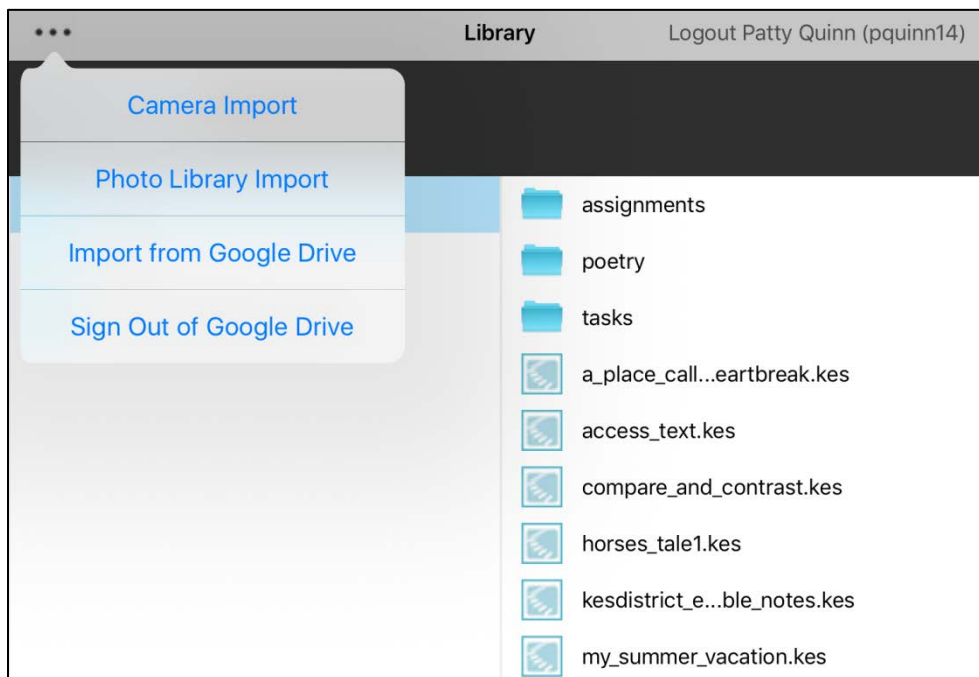 Library
Logout Patty Quinn (pquinn14)
Camera Import
Photo Library Import
Import from Google Drive
Sign Out of Google Drive
assignments
poetry
tasks
a_place_call...eartbreak.kes
access_text.kes
compare_and_contrast.kes
horses_tale1.kes
kesdistrict_e...ble_notes.kes
my_summer_vacation.kes